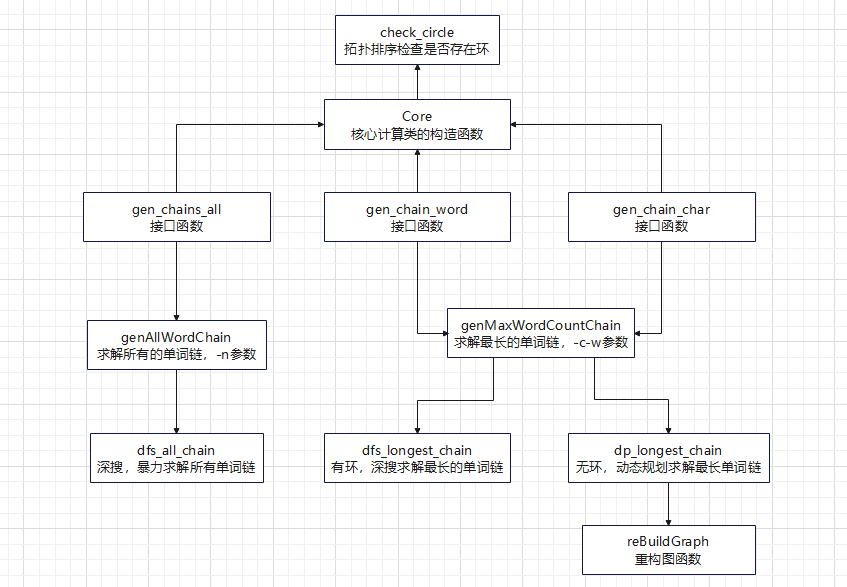 check_circle
拓扑排序检查是否存在环
Core
核心计算类的构造函数
gen_chains_all
接口函数
gen_chain_word
接口函数
gen_chain_char
接口函数
genAllWordChain
求解所有的单词链，-n参数
genMaxWordCountChain
求解最长的单词链，-c-w参数
dfs_all_chain
深搜，暴力求解所有单词链
dfs_longest_chain
有环，深搜求解最长的单词链
dp_longest_chain
无环，动态规划求解最长单词链
reBuildGraph
重构图函数